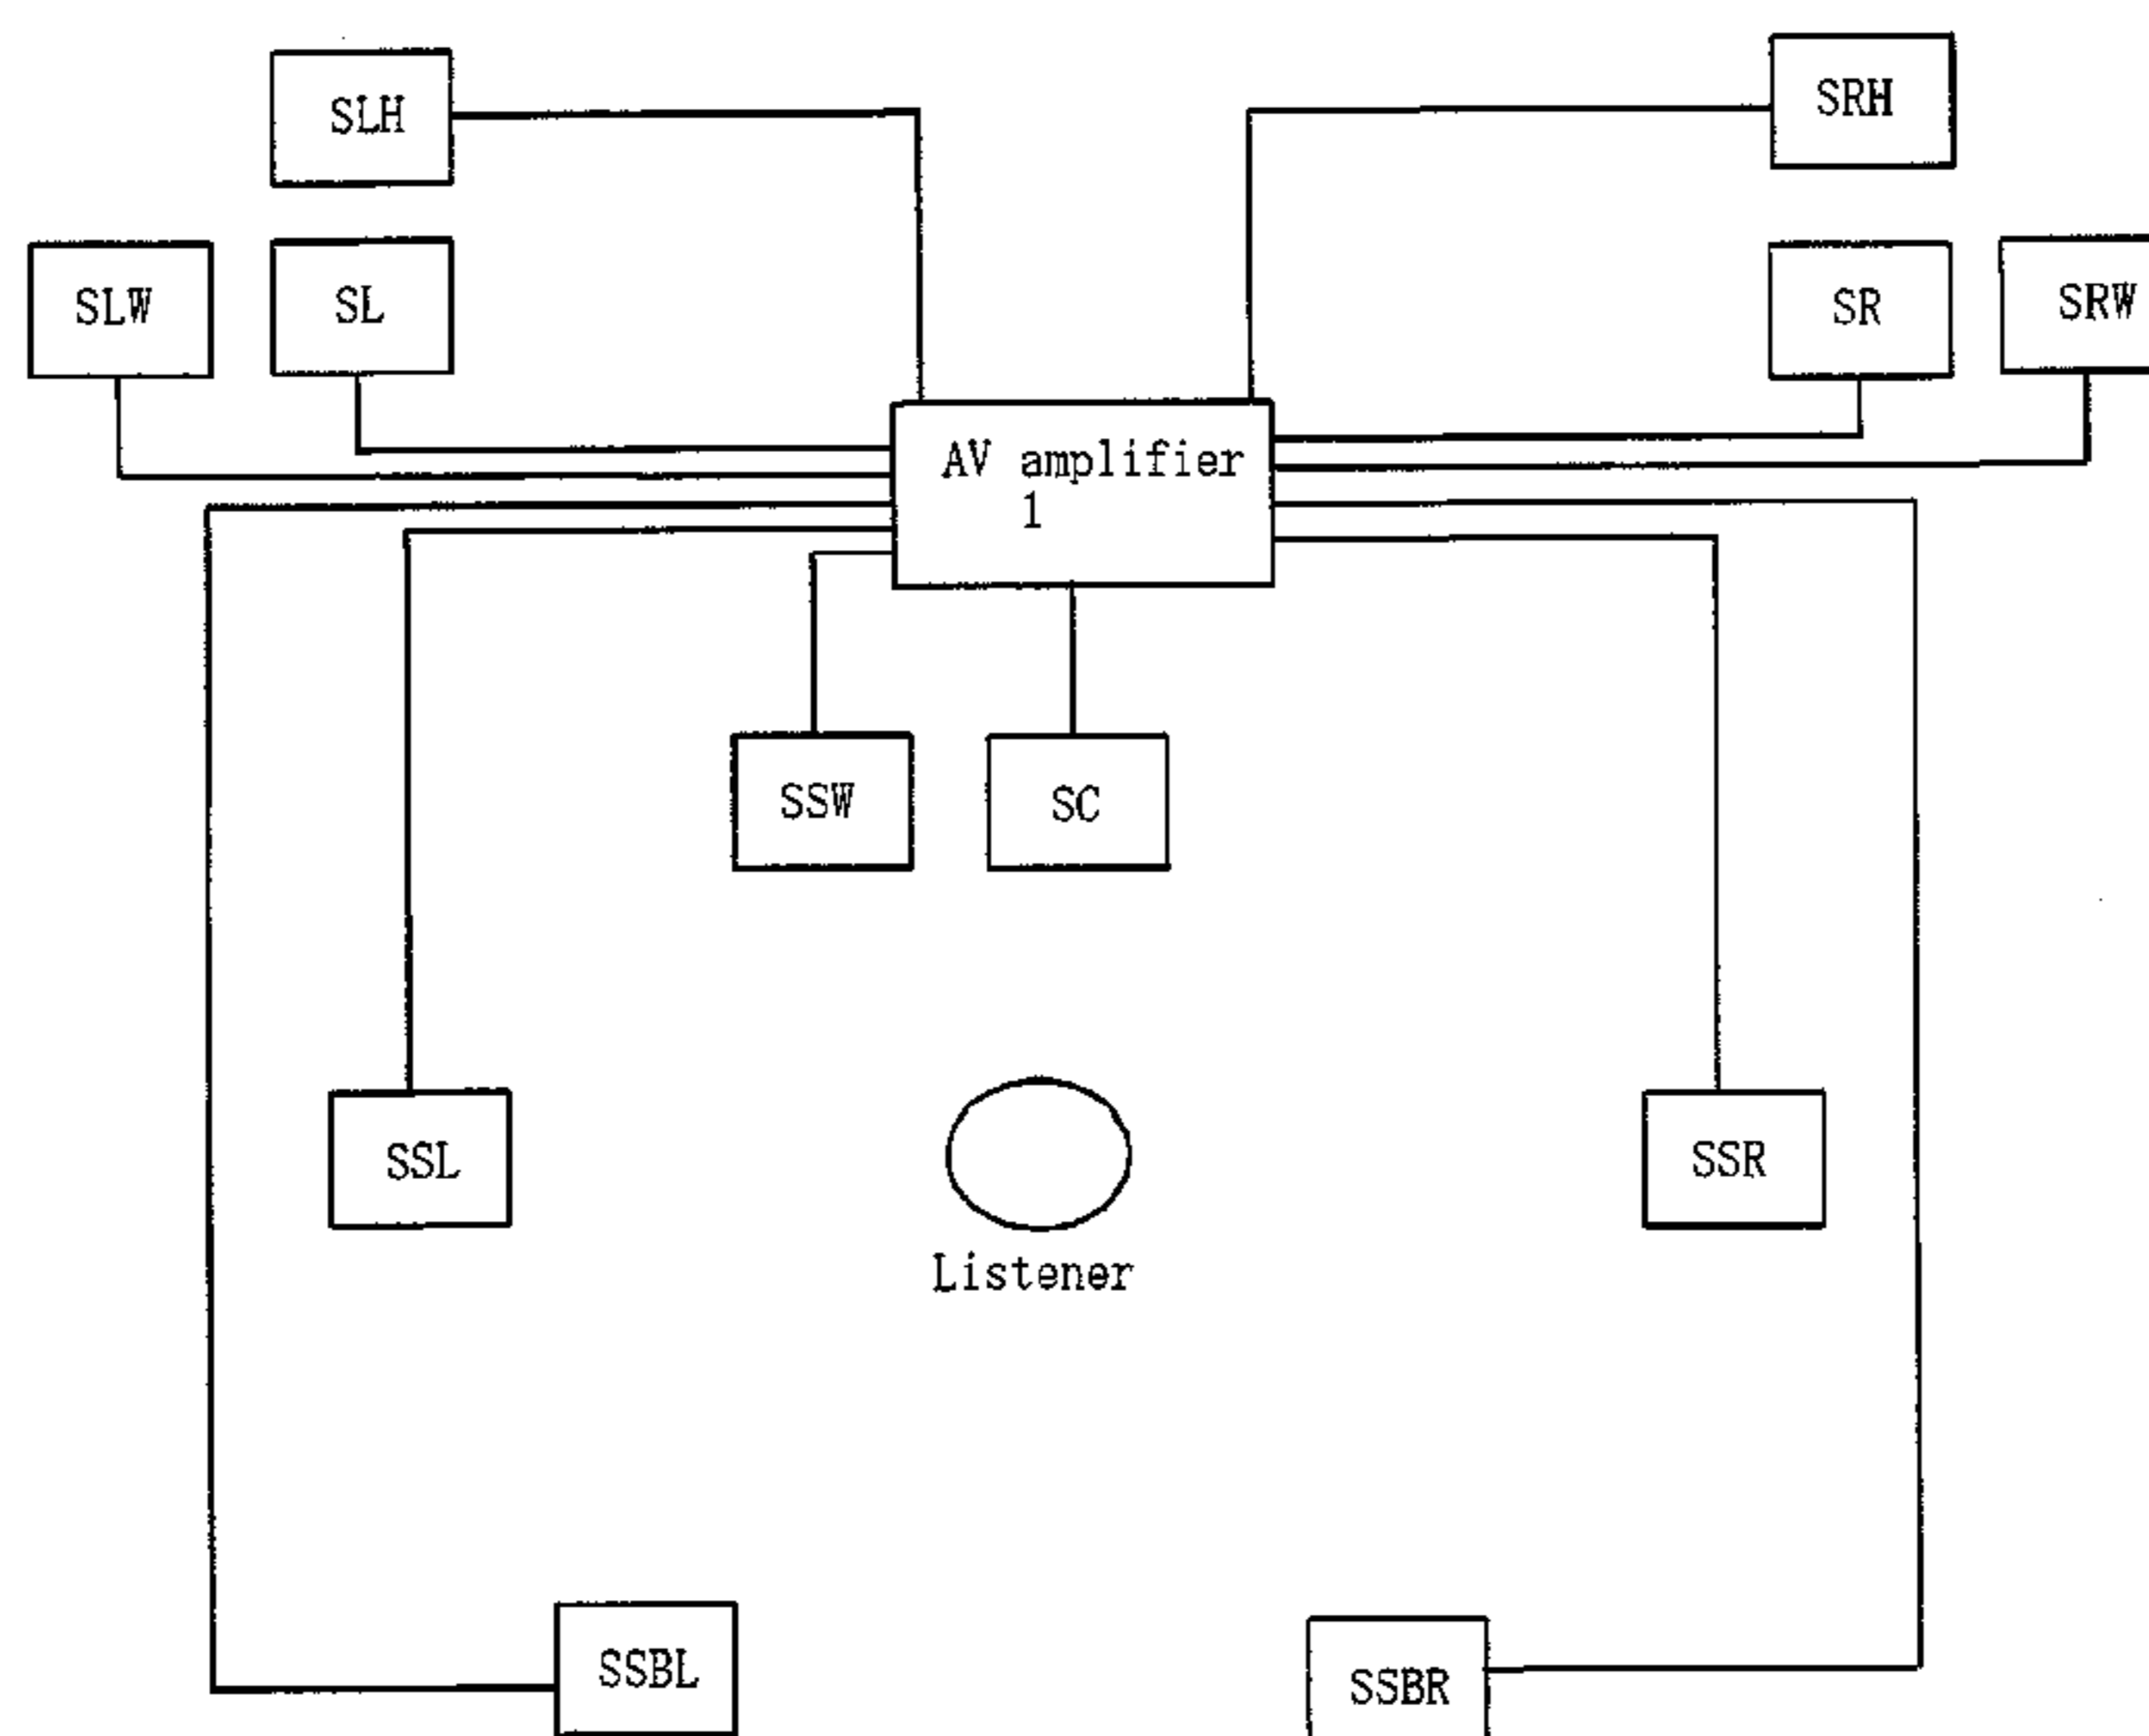 SLH
SRH
SLW
SL
SR
SRW
AV amplifier
1
SSW
SC
SSL
SSR
Listener
SSBL
SSBR